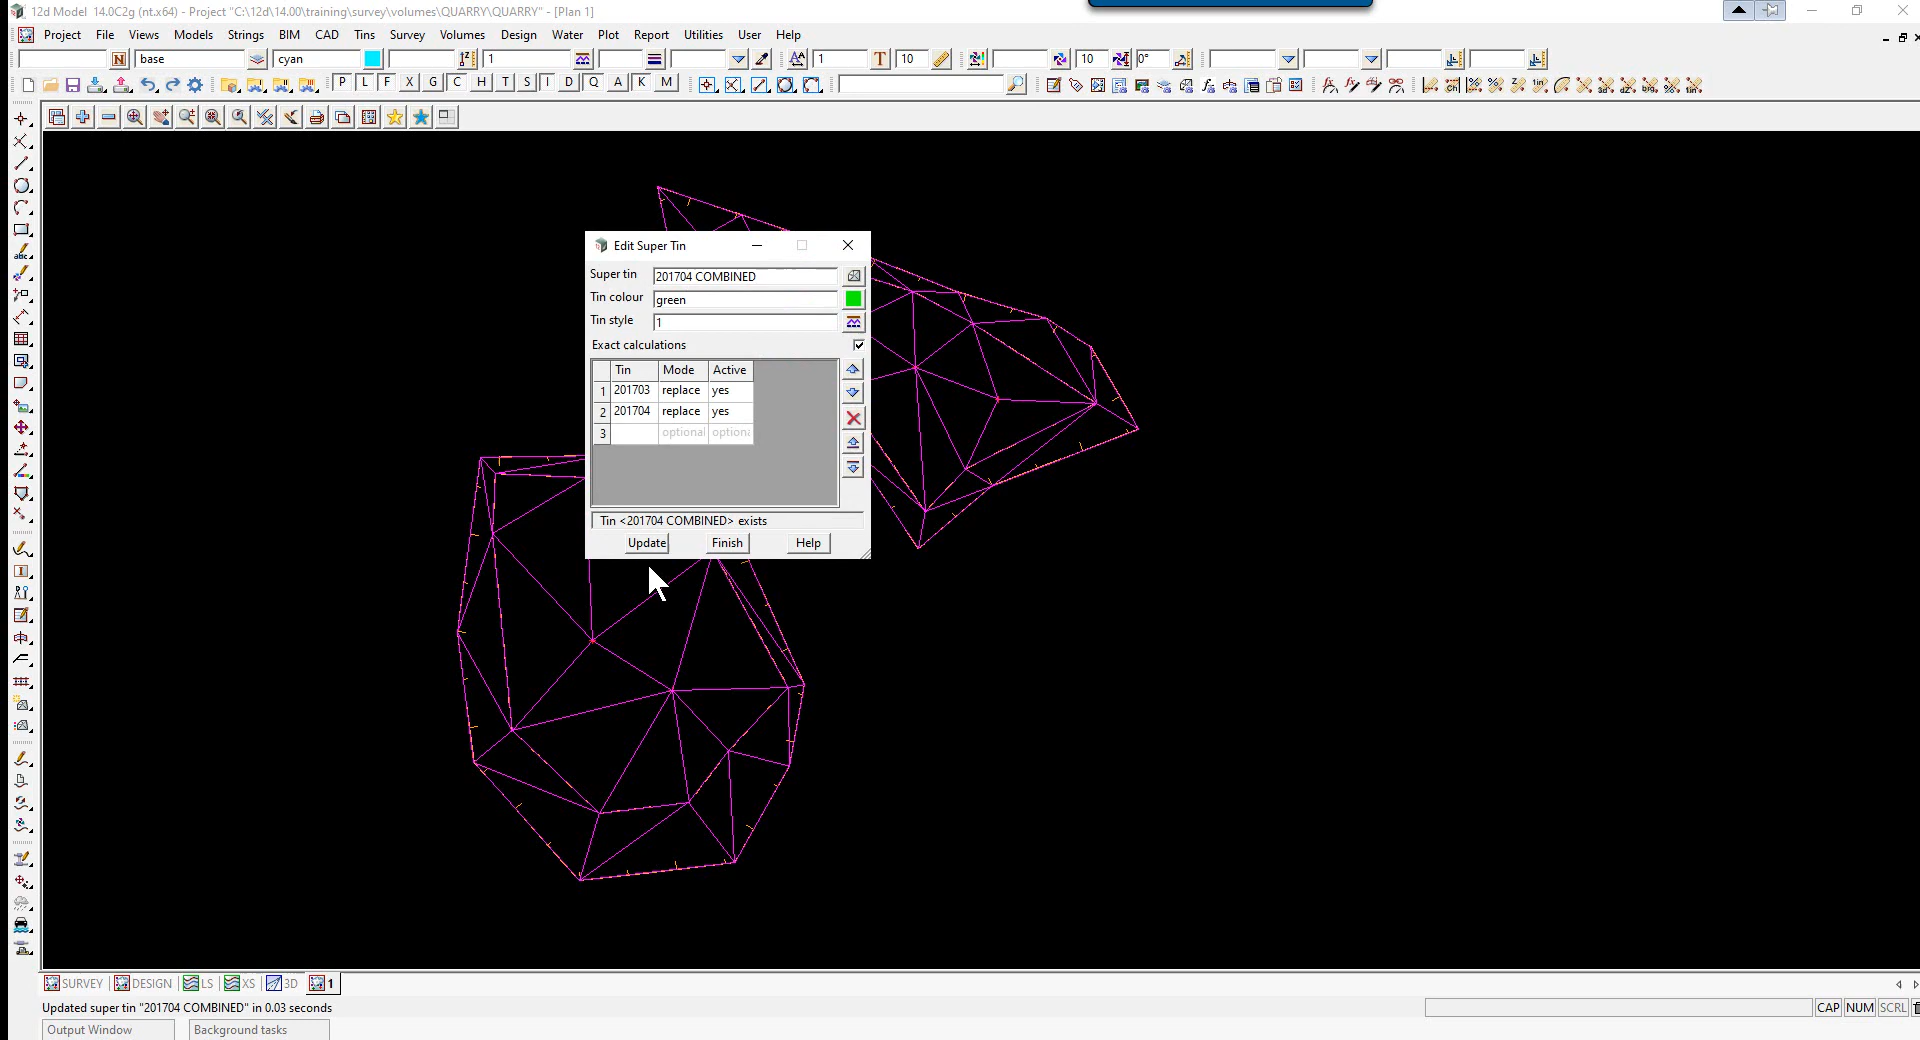 12d Model 14.0C2g (nt.x64) - Project "C:\12d\14.00\training\survey\volumes\QUARRY\QUARRY" - [Plan 1]
Project File Views Models Strings BIM CAD Tins Survey Volumes Design Water Plot Report Utilities User Help
N base cyan 1 1 T 10 10 0°
P L F X G C H T S I D Q A K M
Edit Super Tin
Super tin 201704 COMBINED
Tin colour green
Tin style 1
Exact calculations
Tin Mode Active
1 201703 replace yes
2 201704 replace yes
3 optional
Tin <201704 COMBINED> exists
Update Finish Help
SURVEY DESIGN LS XS 3D 1
Updated super tin "201704 COMBINED" in 0.03 seconds
CAP NUM SCRL
Output Window Background tasks